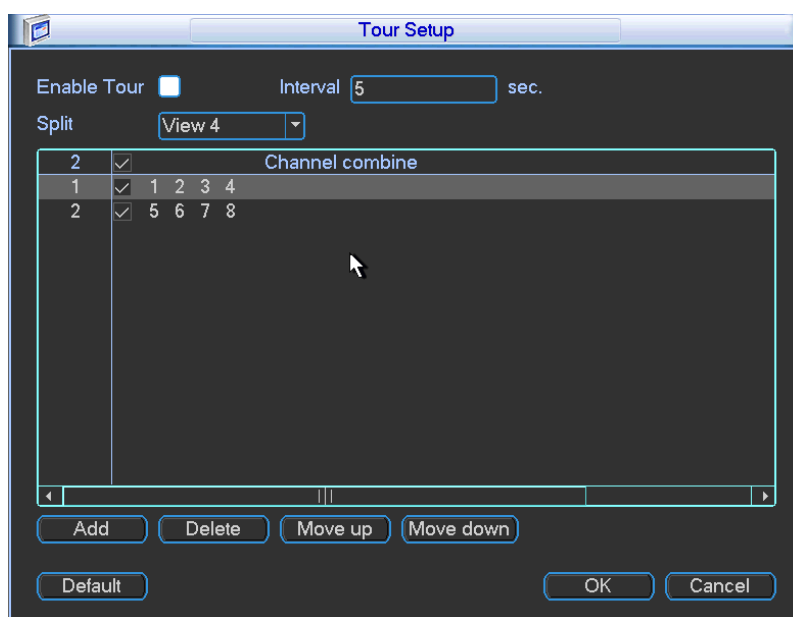 Tour Setup
Enable Tour Interval 5 sec.
Split View 4
2 Channel combine
1 1 2 3 4
2 5 6 7 8
Add Delete Move up Move down
Default OK Cancel